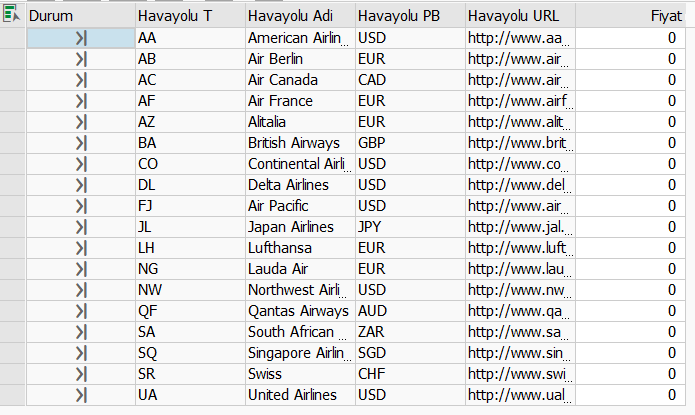 Durum Havayolu T Havayolu Adi Havayolu PB Havayolu URL Fiyat
AA American Airlin... USD http://www.aa... 0
AB Air Berlin EUR http://www.air... 0
AC Air Canada CAD http://www.air... 0
AF Air France EUR http://www.airf... 0
AZ Alitalia EUR http://www.alit... 0
BA British Airways GBP http://www.brit... 0
CO Continental Airli... USD http://www.co... 0
DL Delta Airlines USD http://www.del... 0
FJ Air Pacific USD http://www.air... 0
JL Japan Airlines JPY http://www.jal.... 0
LH Lufthansa EUR http://www.luft... 0
NG Lauda Air EUR http://www.lau... 0
NW Northwest Airli... USD http://www.nw... 0
QF Qantas Airways AUD http://www.qa... 0
SA South African ... ZAR http://www.sa... 0
SQ Singapore Airlin... SGD http://www.sin... 0
SR Swiss CHF http://www.swi... 0
UA United Airlines USD http://www.ual... 0